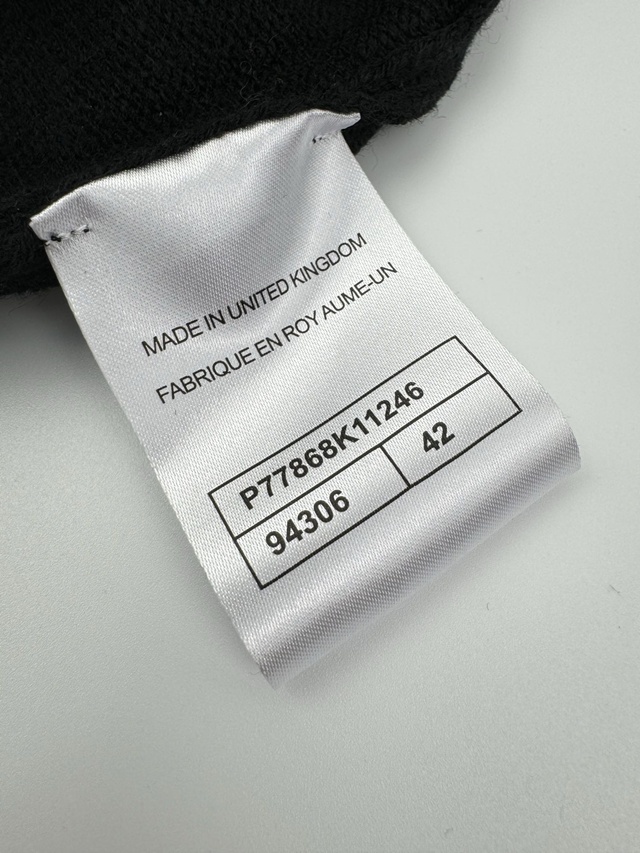 MADE IN UNITED KINGDOM
FABRIQUE EN ROY AUME-UN
P77868K11246
94306 42